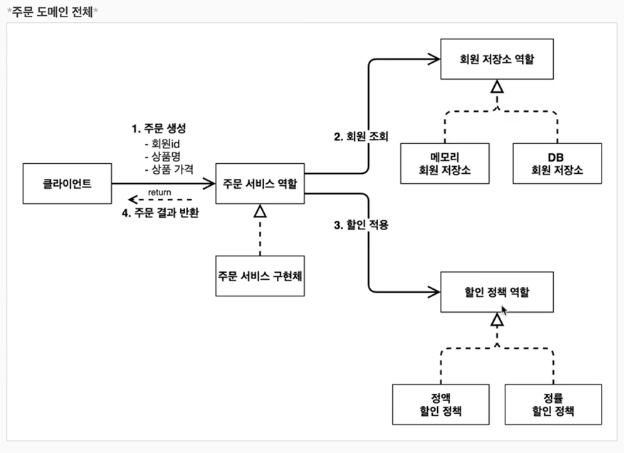 *주문 도메인 전체*
회원 저장소 역할
1. 주문 생성
- 회원id
- 상품명
- 상품 가격
2. 회원 조회
메모리
회원 저장소
DB
회원 저장소
클라이언트
return
주문 서비스 역할
4. 주문 결과 반환
3. 할인 적용
주문 서비스 구현체
할인 정책 역할
정액
할인 정책
정률
할인 정책